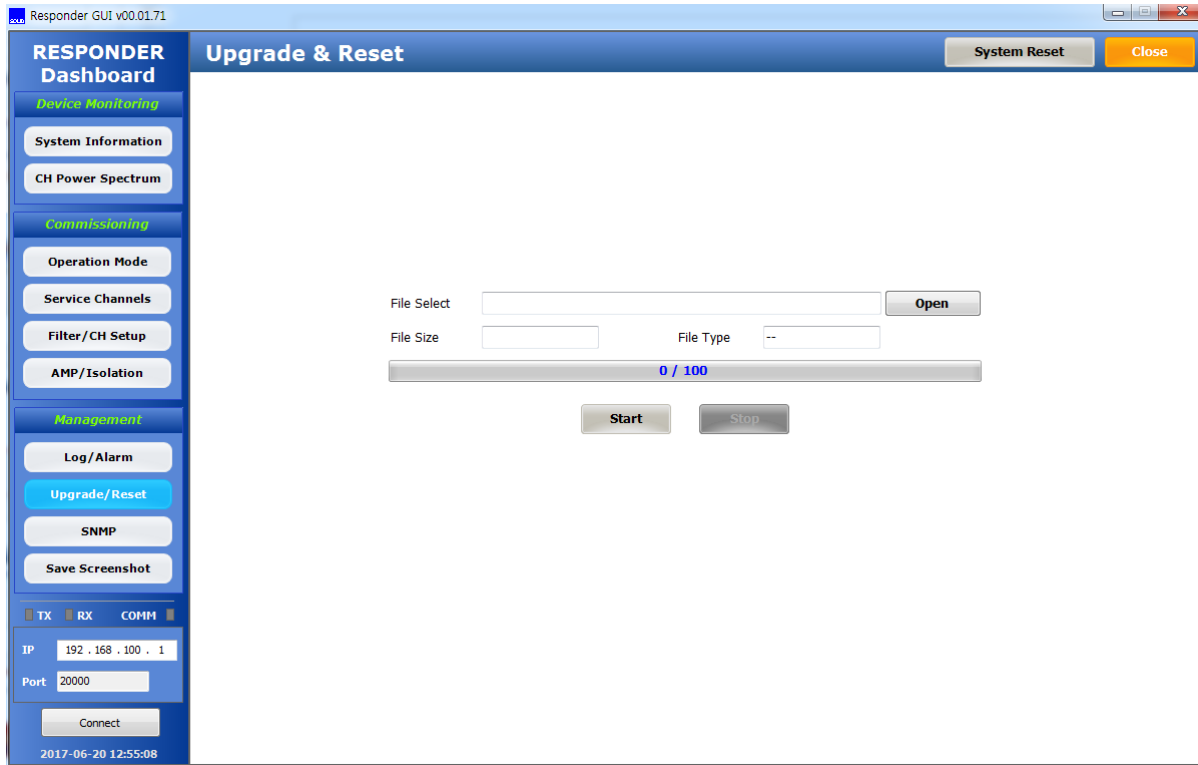 SOLiD Responder GUI v00.01.71
RESPONDER
Dashboard
Upgrade & Reset
System Reset
Close
Device Monitoring
System Information
CH Power Spectrum
Commissioning
Operation Mode
Service Channels
Filter/CH Setup
AMP/Isolation
Management
Log/Alarm
Upgrade/Reset
SNMP
Save Screenshot
TX RX COMM
IP 192 . 168 . 100 . 1
Port 20000
Connect
2017-06-20 12:55:08
File Select Open
File Size File Type --
0 / 100
Start Stop